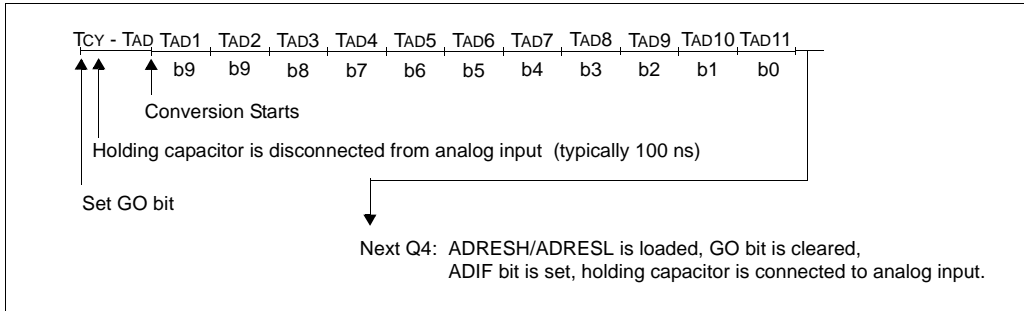 TCY - TAD TAD1 TAD2 TAD3 TAD4 TAD5 TAD6 TAD7 TAD8 TAD9 TAD10 TAD11
b9 b9 b8 b7 b6 b5 b4 b3 b2 b1 b0
Conversion Starts
Holding capacitor is disconnected from analog input (typically 100 ns)
Set GO bit
Next Q4: ADRESH/ADRESL is loaded, GO bit is cleared,
ADIF bit is set, holding capacitor is connected to analog input.